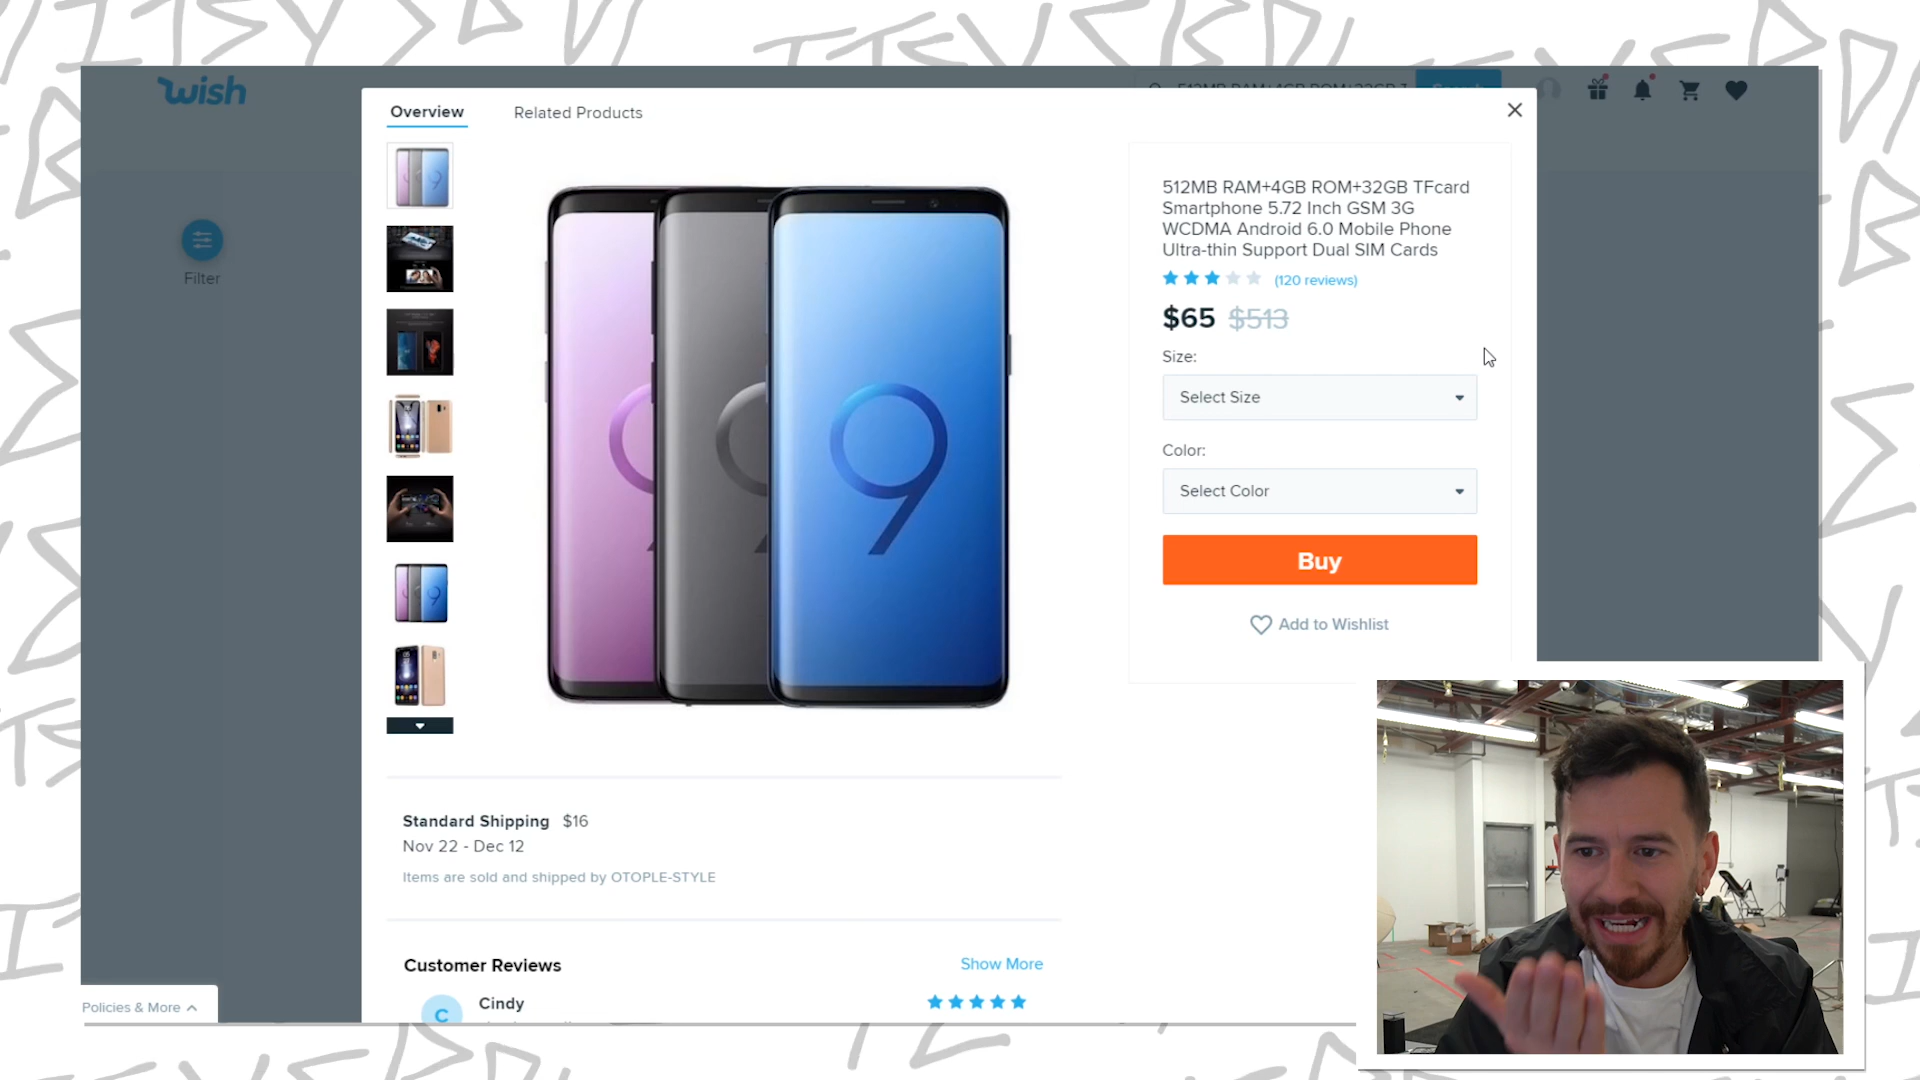 wish
Filter
Overview
Related Products
512MB RAM+4GB ROM+32GB TFcard
Smartphone 5.72 Inch GSM 3G
WCDMA Android 6.0 Mobile Phone
Ultra-thin Support Dual SIM Cards
(120 reviews)
$65 $513
Size:
Select Size
Color:
Select Color
Buy
Add to Wishlist
9
Standard Shipping $16
Nov 22 - Dec 12
Items are sold and shipped by OTOPLE-STYLE
Customer Reviews
Show More
C
Cindy
Policies & More